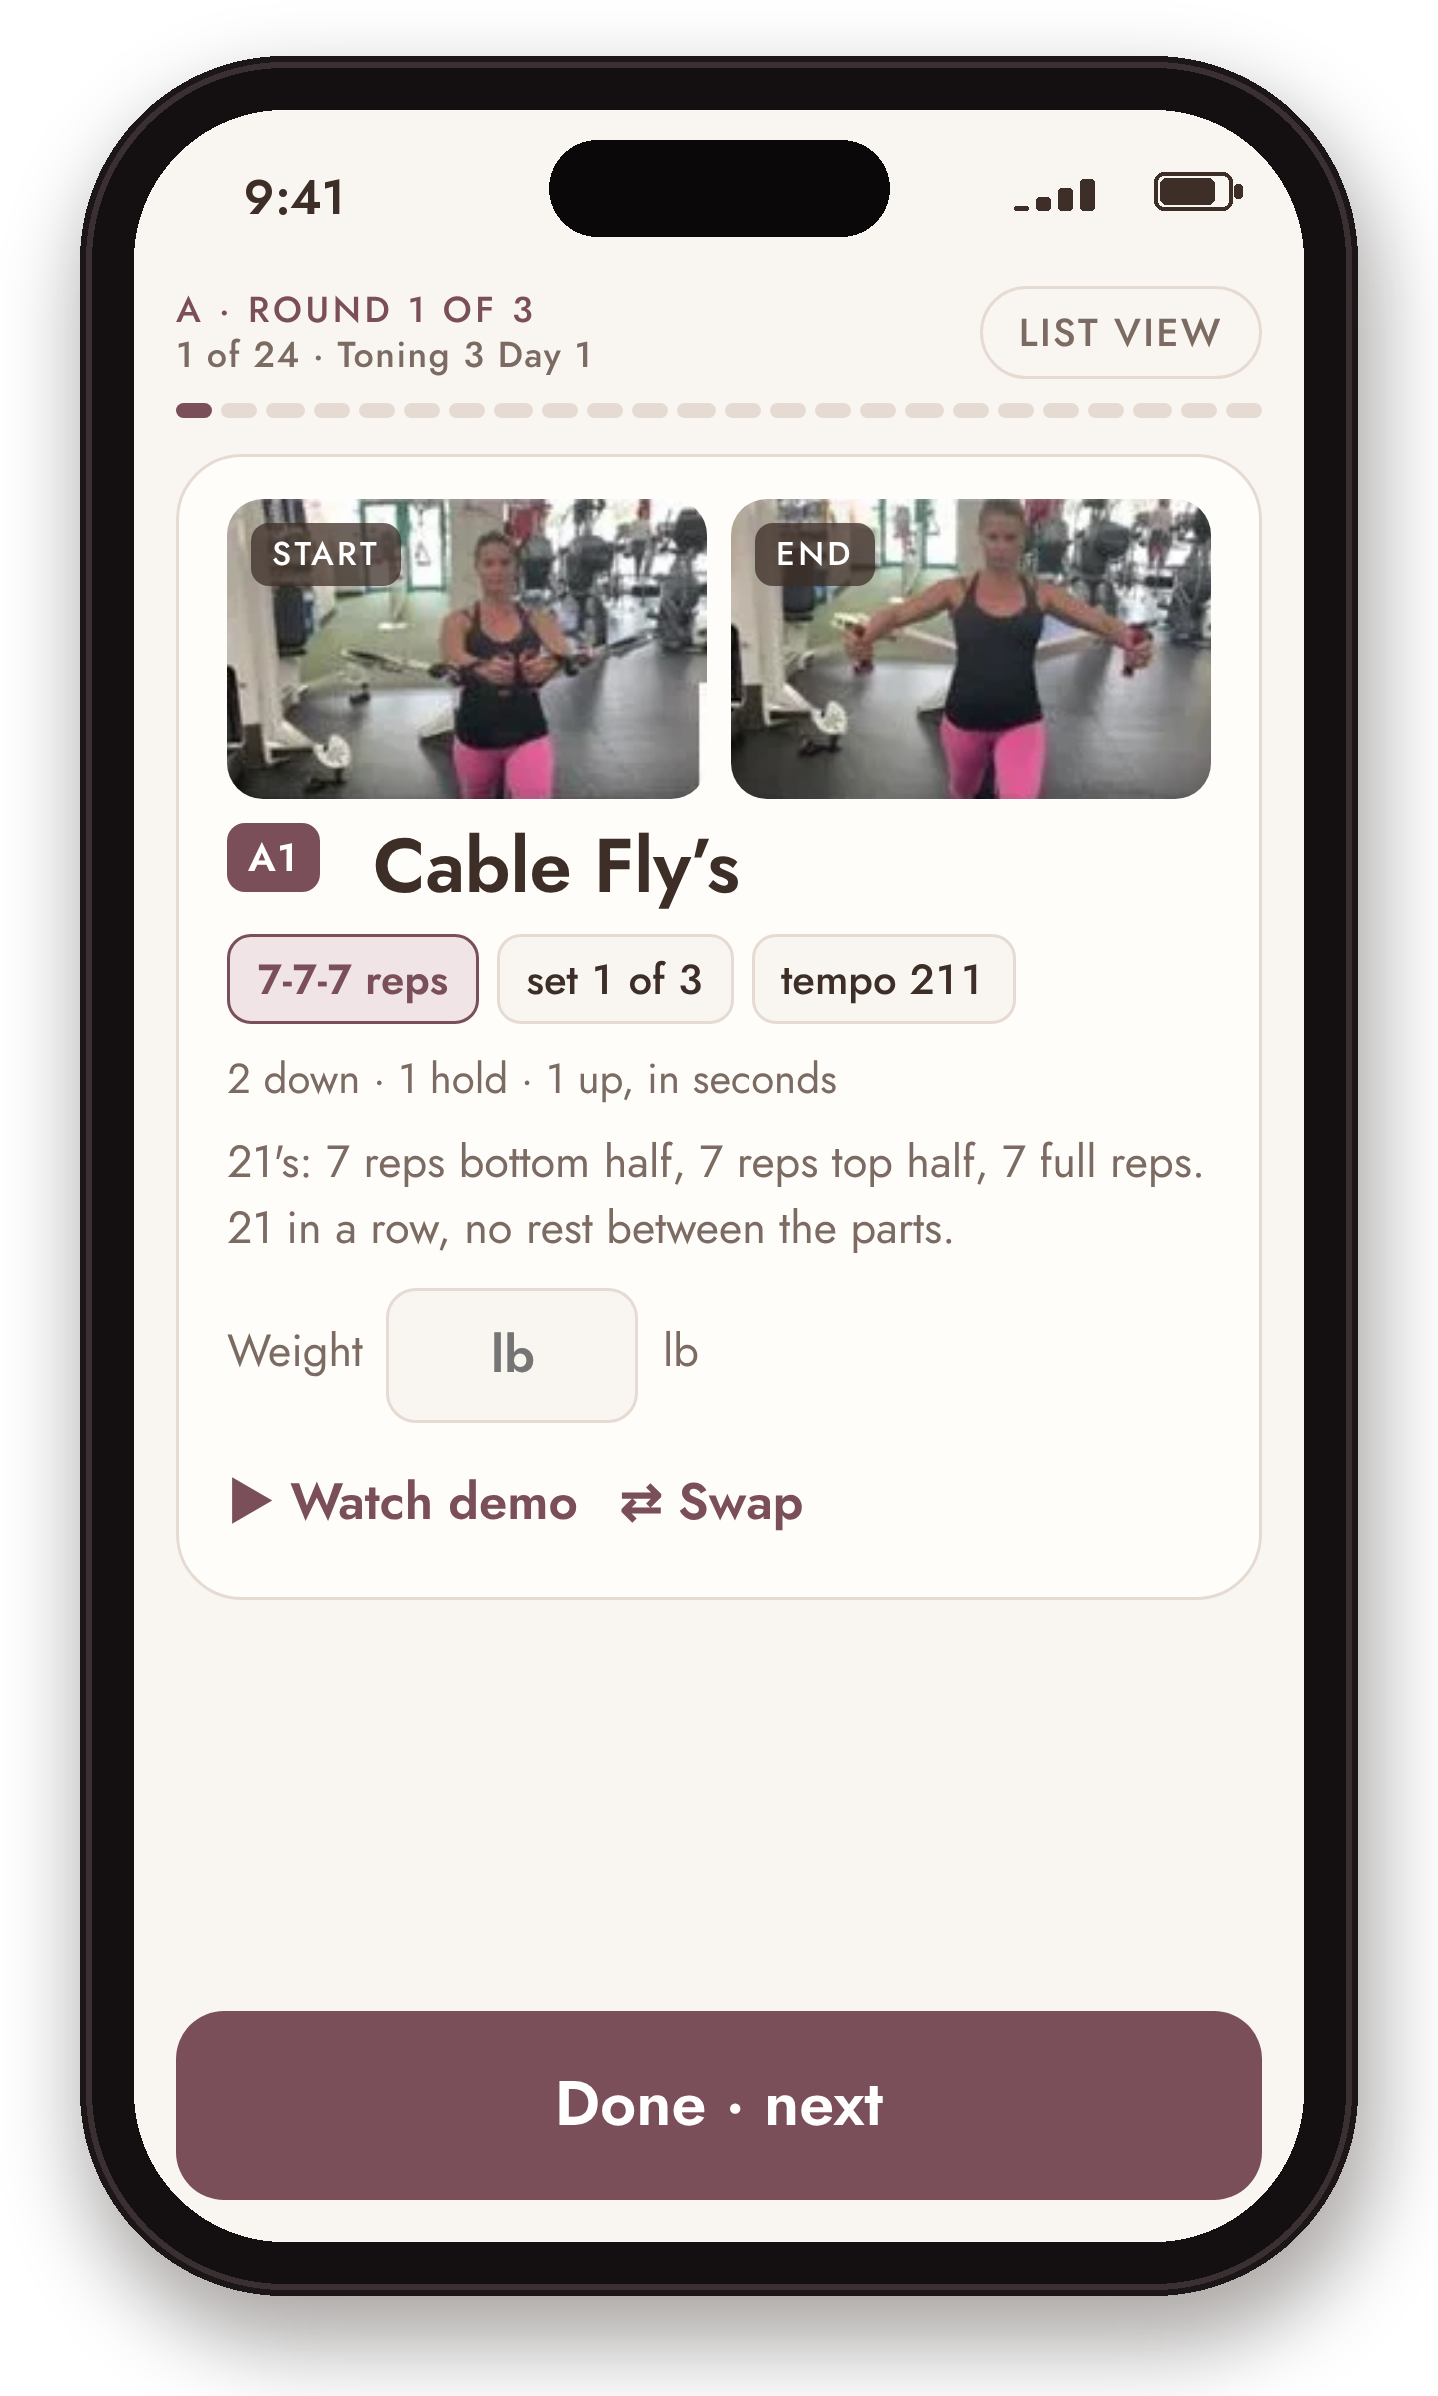 9:41
A · ROUND 1 OF 3
1 of 24 · Toning 3 Day 1
LIST VIEW
START
END
A1 Cable Fly's
7-7-7 reps set 1 of 3 tempo 211
2 down · 1 hold · 1 up, in seconds
21's: 7 reps bottom half, 7 reps top half, 7 full reps.
21 in a row, no rest between the parts.
Weight lb lb
▶ Watch demo ⇄ Swap
Done · next